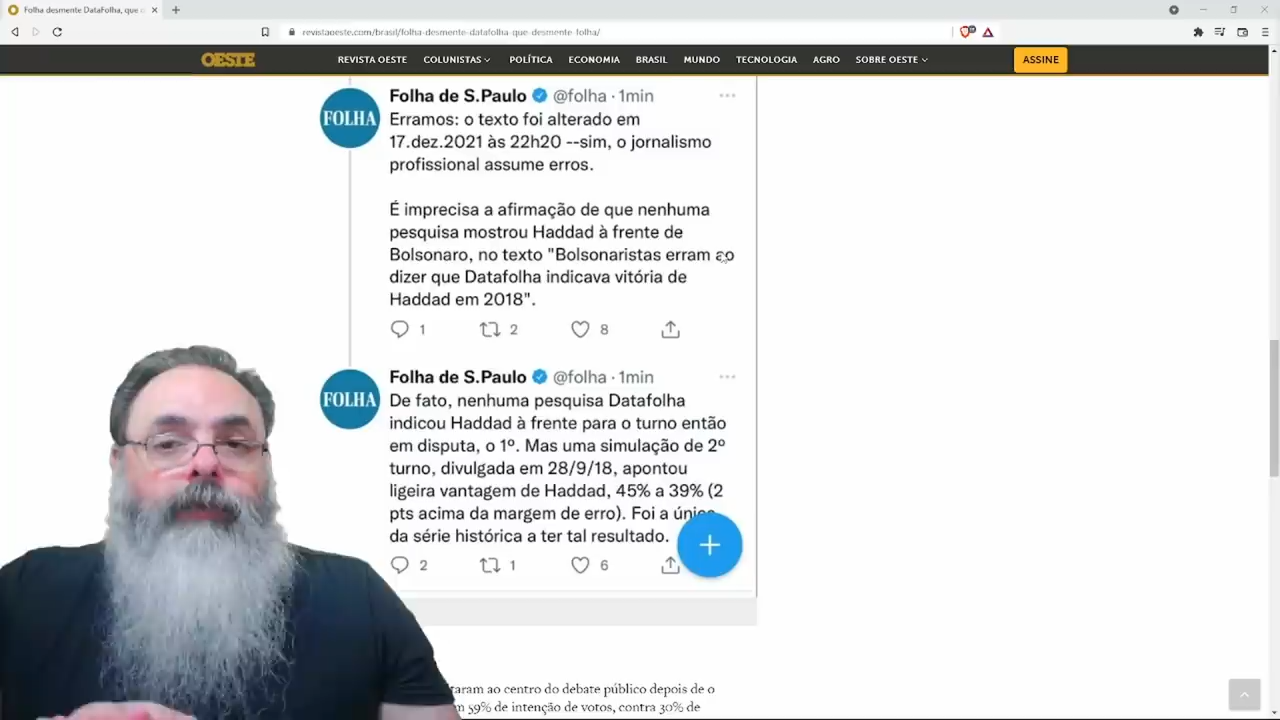 Folha desmente DataFolha, que d
revistaoeste.com/brasil/folha-desmente-datafolha-que-desmente-folha/
OESTE
REVISTA OESTE COLUNISTAS POLÍTICA ECONOMIA BRASIL MUNDO TECNOLOGIA AGRO SOBRE OESTE ASSINE
FOLHA
Folha de S.Paulo @folha · 1min
Erramos: o texto foi alterado em
17.dez.2021 às 22h20 --sim, o jornalismo
profissional assume erros.
É imprecisa a afirmação de que nenhuma
pesquisa mostrou Haddad à frente de
Bolsonaro, no texto "Bolsonaristas erram ao
dizer que Datafolha indicava vitória de
Haddad em 2018".
1 2 8
FOLHA
Folha de S.Paulo @folha · 1min
De fato, nenhuma pesquisa Datafolha
indicou Haddad à frente para o turno então
em disputa, o 1º. Mas uma simulação de 2º
turno, divulgada em 28/9/18, apontou
ligeira vantagem de Haddad, 45% a 39% (2
pts acima da margem de erro). Foi a única
da série histórica a ter tal resultado.
2 1 6
taram ao centro do debate público depois de o
m 59% de intenção de votos, contra 30% de